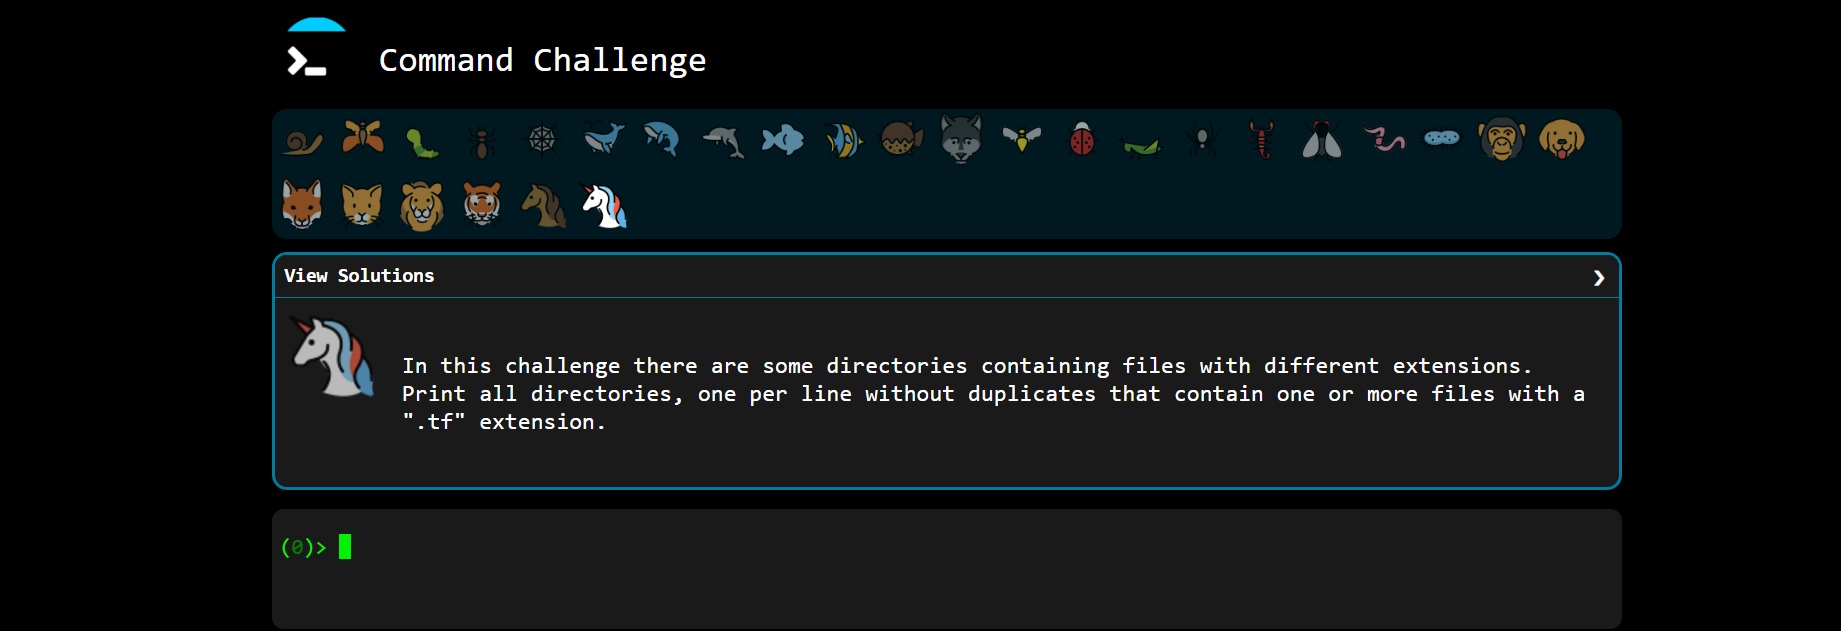 Command Challenge
View Solutions
In this challenge there are some directories containing files with different extensions.
Print all directories, one per line without duplicates that contain one or more files with a
".tf" extension.
(0)>